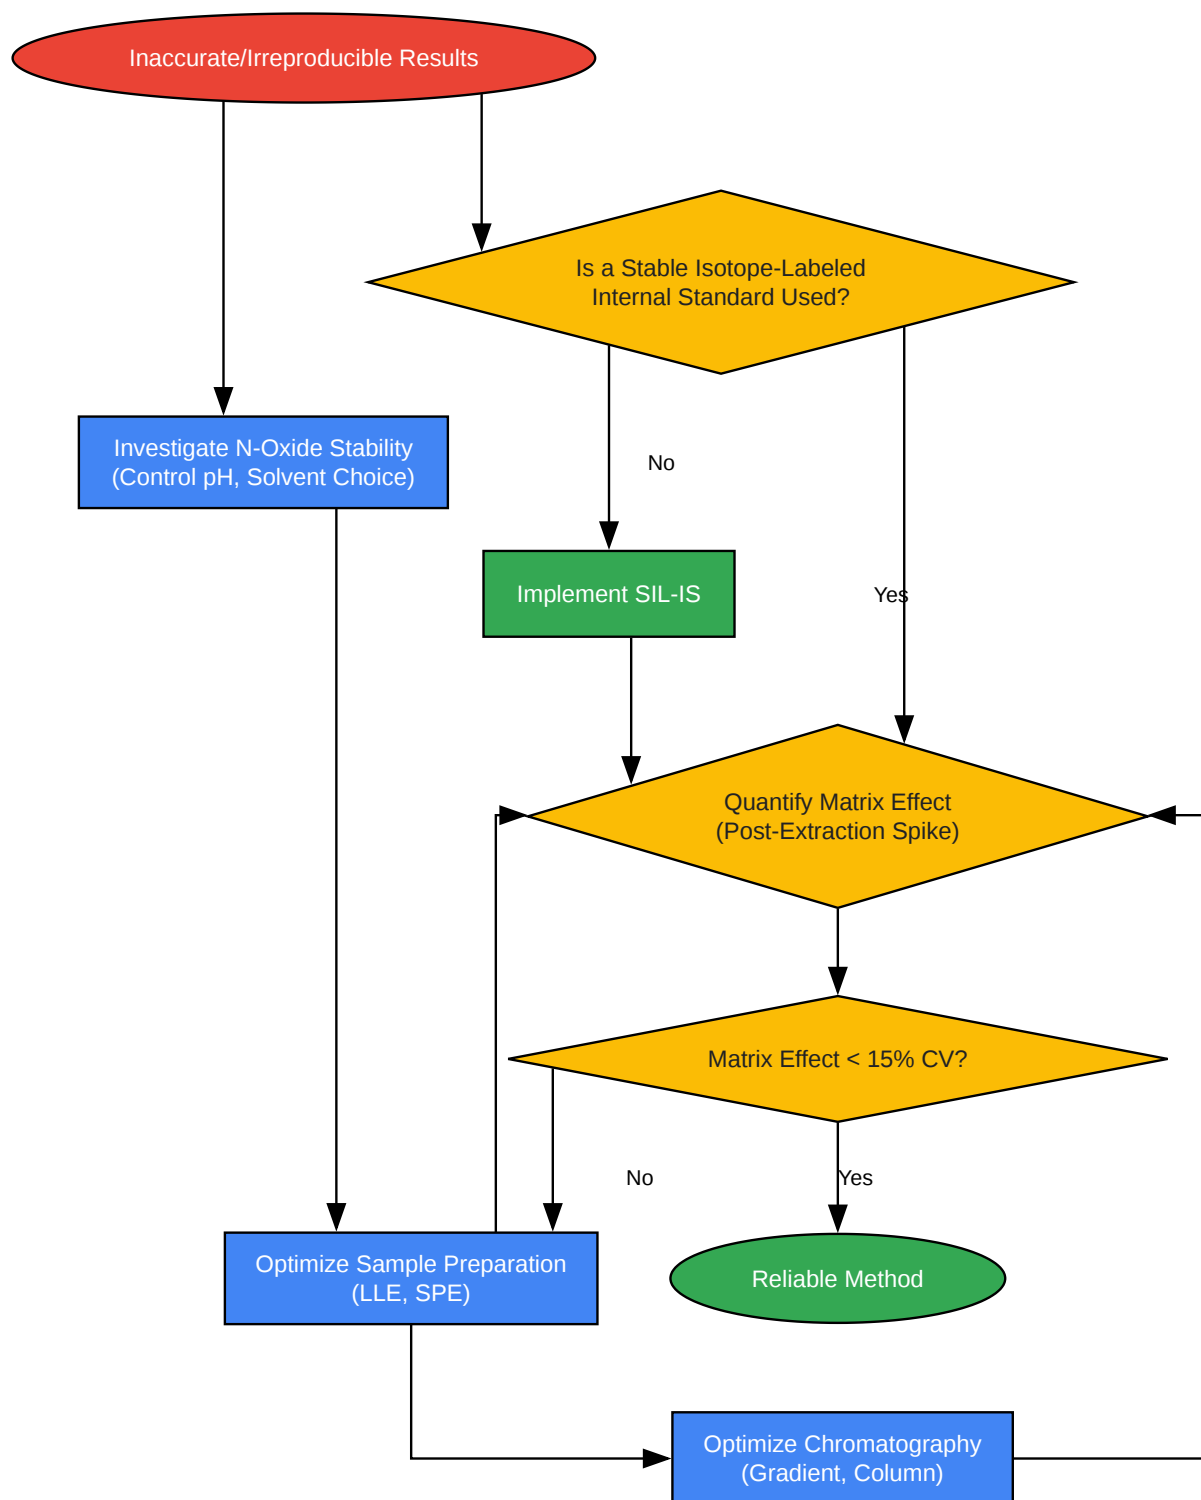 Inaccurate/Irreproducible Results
Is a Stable Isotope-Labeled
Internal Standard Used?
Investigate N-Oxide Stability
(Control pH, Solvent Choice)
No
Implement SIL-IS
Yes
Quantify Matrix Effect
(Post-Extraction Spike)
Matrix Effect < 15% CV?
No
Yes
Optimize Sample Preparation
(LLE, SPE)
Reliable Method
Optimize Chromatography
(Gradient, Column)